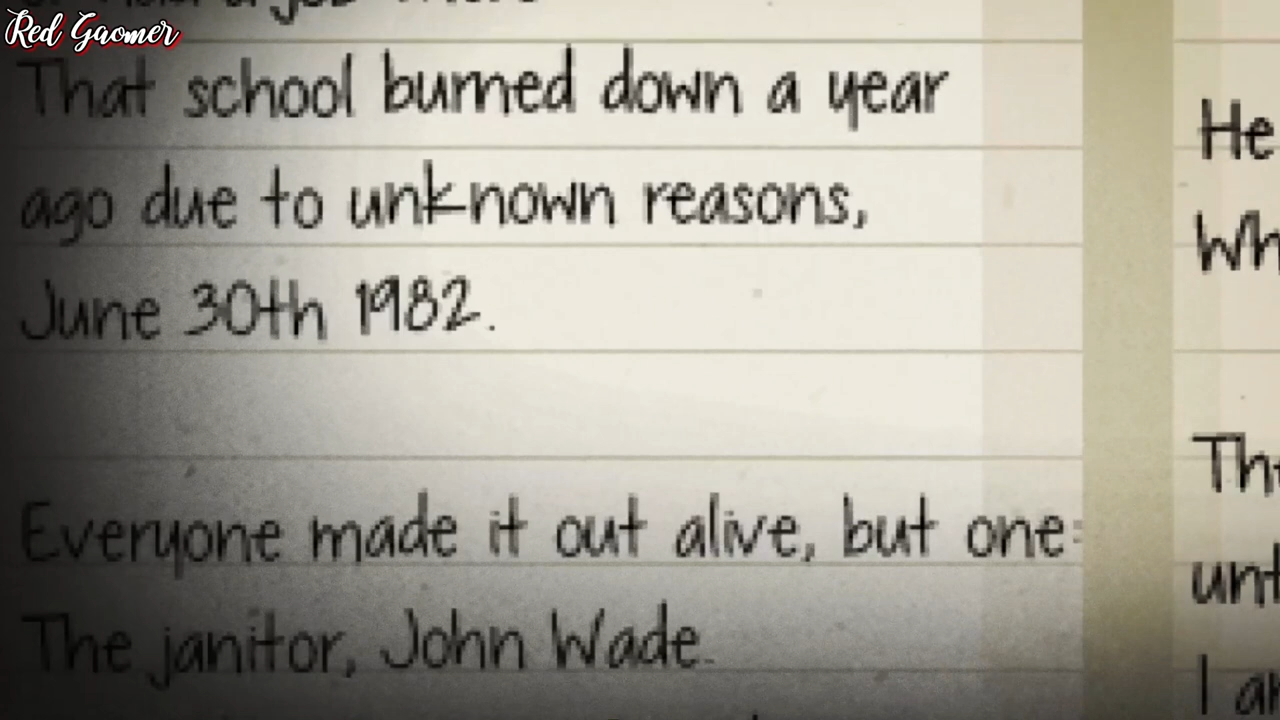 Red Gaomer
That school burned down a year
ago due to unknown reasons,
June 30th 1982.
Everyone made it out alive, but one:
The janitor, John Wade.
He
Wh